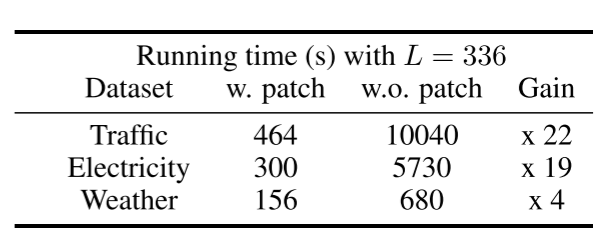 Running time (s) with L = 336
Dataset w. patch w.o. patch Gain
Traffic 464 10040 x 22
Electricity 300 5730 x 19
Weather 156 680 x 4